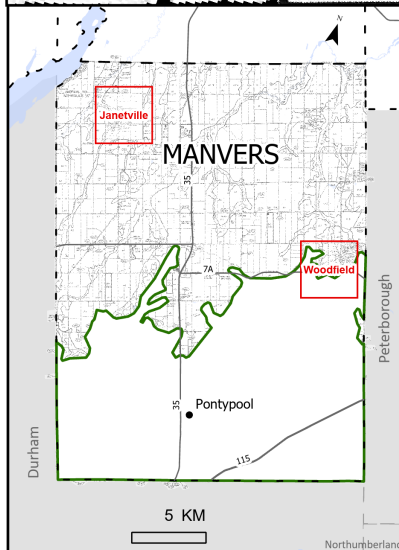 N
Janetville
MANVERS
35
7A
Woodfield
Peterborough
35
Pontypool
Durham
115
5 KM
Northumberland